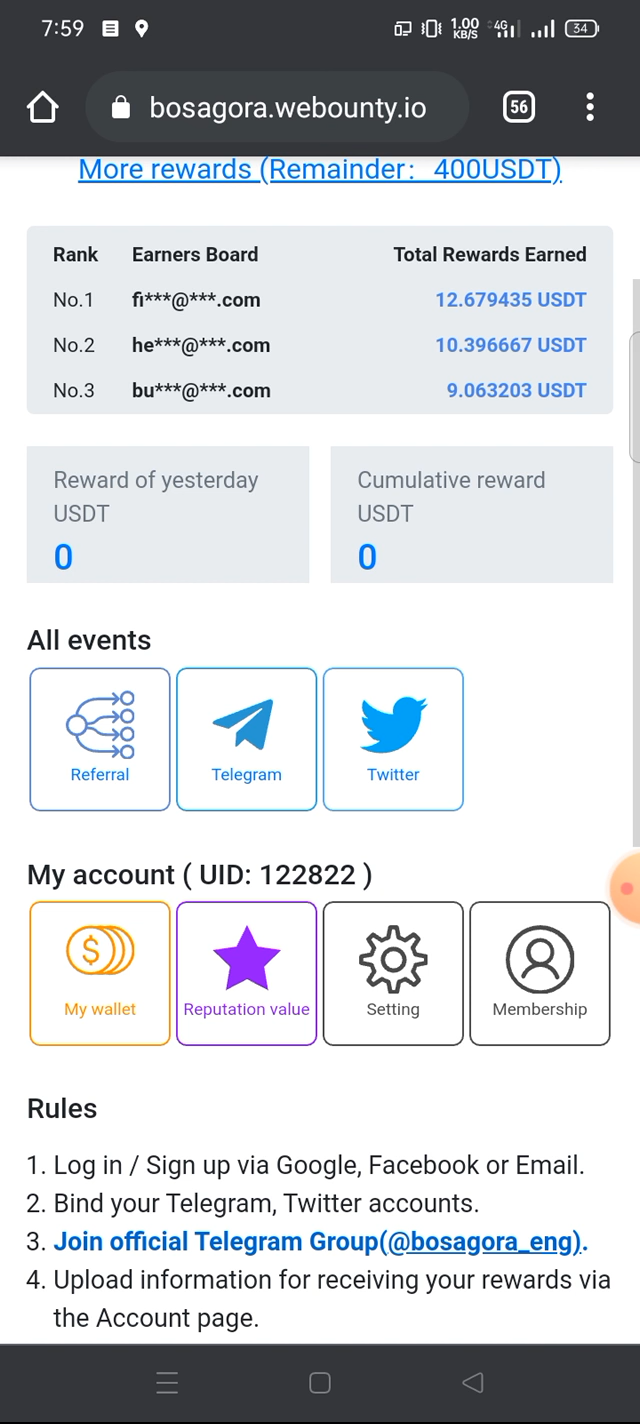 7:59
1.00 KB/S 4G 34
bosagora.webounty.io 56
More rewards (Remainder: 400USDT)
Rank Earners Board Total Rewards Earned
No.1 fi***@***.com 12.679435 USDT
No.2 he***@***.com 10.396667 USDT
No.3 bu***@***.com 9.063203 USDT
Reward of yesterday
USDT
0
Cumulative reward
USDT
0
All events
Referral Telegram Twitter
My account ( UID: 122822 )
My wallet Reputation value Setting Membership
Rules
1. Log in / Sign up via Google, Facebook or Email.
2. Bind your Telegram, Twitter accounts.
3. Join official Telegram Group(@bosagora_eng).
4. Upload information for receiving your rewards via
the Account page.